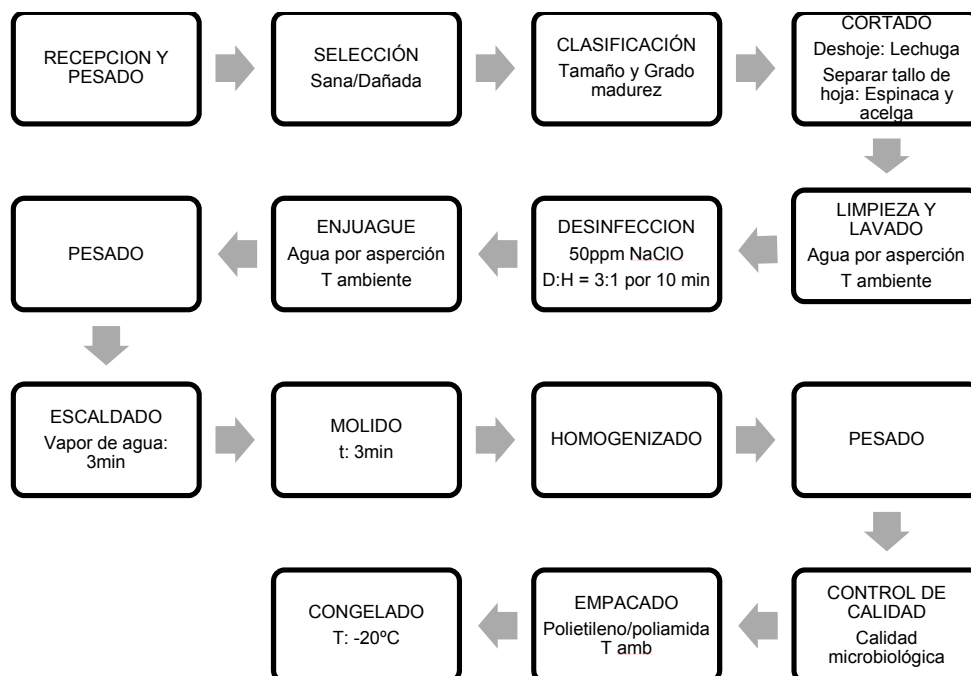 RECEPCION Y
PESADO
SELECCIÓN
Sana/Dañada
CLASIFICACIÓN
Tamaño y Grado
madurez
CORTADO
Deshoje: Lechuga
Separar tallo de
hoja: Espinaca y
acelga
LIMPIEZA Y
LAVADO
Agua por asperción
T ambiente
DESINFECCION
50ppm NaClO
D:H = 3:1 por 10 min
ENJUAGUE
Agua por asperción
T ambiente
PESADO
ESCALDADO
Vapor de agua:
3min
MOLIDO
t: 3min
HOMOGENIZADO
PESADO
CONTROL DE
CALIDAD
Calidad
microbiológica
EMPACADO
Polietileno/poliamida
T amb
CONGELADO
T: -20ºC